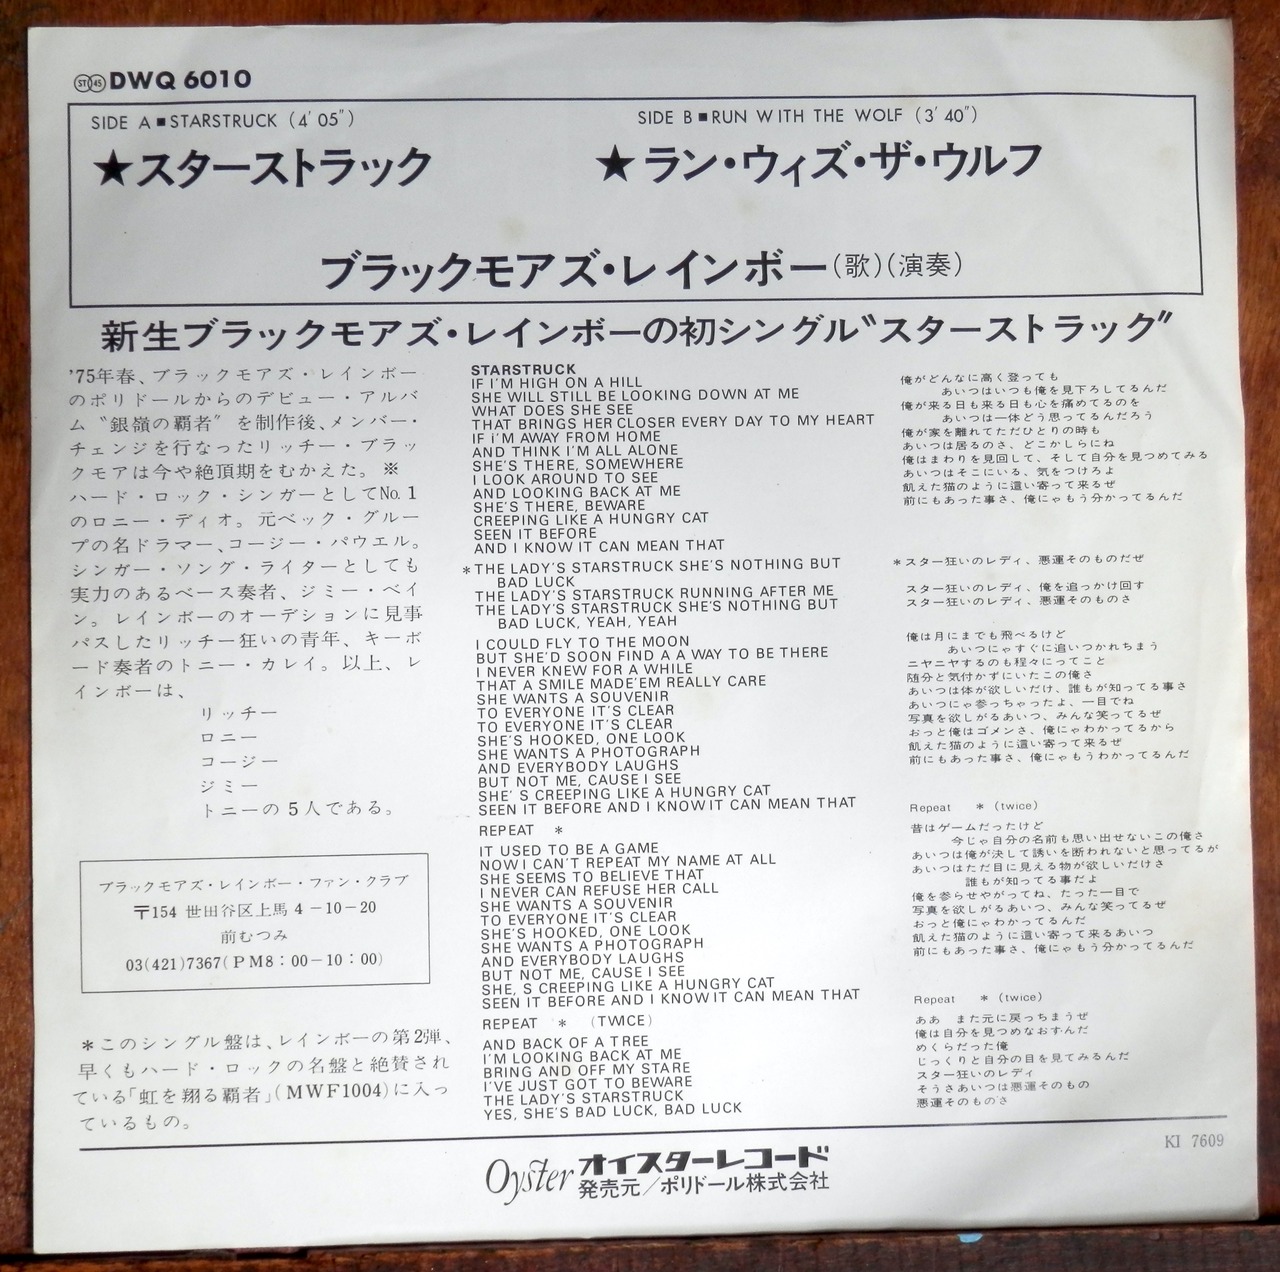 ST 45 DWQ 6010
SIDE A■STARSTRUCK (4′05″)
★スターストラック
SIDE B■RUN WITH THE WOLF (3′40″)
★ラン・ウィズ・ザ・ウルフ
ブラックモアズ・レインボー(歌)(演奏)
新生ブラックモアズ・レインボーの初シングル〝スターストラック〟
'75年春、ブラックモアズ・レインボー
のポリドールからのデビュー・アルバ
ム〝銀嶺の覇者〟を制作後、メンバー・
チェンジを行なったリッチー・ブラッ
クモアは今や絶頂期をむかえた。※
ハード・ロック・シンガーとしてNo.1
のロニー・ディオ。元ベック・グルー
プの名ドラマー、コージー・パウエル。
シンガー・ソング・ライターとしても
実力のあるベース奏者、ジミー・ベイ
ン。レインボーのオーデションに見事
パスしたリッチー狂いの青年、キーボ
ード奏者のトニー・カレイ。以上、レ
インボーは、
リッチー
ロニー
コージー
ジミー
トニーの5人である。
ブラックモアズ・レインボー・ファン・クラブ
〒154 世田谷区上馬4-10-20
前むつみ
03(421)7367(PM8:00-10:00)
*このシングル盤は、レインボーの第2弾、
早くもハード・ロックの名盤と絶賛され
ている「虹を翔る覇者」(MWF1004)に入っ
ているもの。
STARSTRUCK
IF I'M HIGH ON A HILL
SHE WILL STILL BE LOOKING DOWN AT ME
WHAT DOES SHE SEE
THAT BRINGS HER CLOSER EVERY DAY TO MY HEART
IF i'M AWAY FROM HOME
AND THINK I'M ALL ALONE
SHE'S THERE, SOMEWHERE
I LOOK AROUND TO SEE
AND LOOKING BACK AT ME
SHE'S THERE, BEWARE
CREEPING LIKE A HUNGRY CAT
SEEN IT BEFORE
AND I KNOW IT CAN MEAN THAT
*THE LADY'S STARSTRUCK SHE'S NOTHING BUT
BAD LUCK
THE LADY'S STARSTRUCK RUNNING AFTER ME
THE LADY'S STARSTRUCK SHE'S NOTHING BUT
BAD LUCK, YEAH, YEAH
I COULD FLY TO THE MOON
BUT SHE'D SOON FIND A A WAY TO BE THERE
I NEVER KNEW FOR A WHILE
THAT A SMILE MADE'EM REALLY CARE
SHE WANTS A SOUVENIR
TO EVERYONE IT'S CLEAR
TO EVERYONE IT'S CLEAR
SHE'S HOOKED, ONE LOOK
SHE WANTS A PHOTOGRAPH
AND EVERYBODY LAUGHS
BUT NOT ME, CAUSE I SEE
SHE' S CREEPING LIKE A HUNGRY CAT
SEEN IT BEFORE AND I KNOW IT CAN MEAN THAT
REPEAT *
IT USED TO BE A GAME
NOW I CAN'T REPEAT MY NAME AT ALL
SHE SEEMS TO BELIEVE THAT
I NEVER CAN REFUSE HER CALL
SHE WANTS A SOUVENIR
TO EVERYONE IT'S CLEAR
SHE'S HOOKED, ONE LOOK
SHE WANTS A PHOTOGRAPH
AND EVERYBODY LAUGHS
BUT NOT ME, CAUSE I SEE
SHE, S CREEPING LIKE A HUNGRY CAT
SEEN IT BEFORE AND I KNOW IT CAN MEAN THAT
REPEAT * (TWICE)
AND BACK OF A TREE
I'M LOOKING BACK AT ME
BRING AND OFF MY STARE
I'VE JUST GOT TO BEWARE
THE LADY'S STARSTRUCK
YES, SHE'S BAD LUCK, BAD LUCK
俺がどんなに高く登っても
あいつはいつも俺を見下ろしてるんだ
俺が来る日も来る日も心を痛めてるのを
あいつは一体どう思ってるんだろう
俺が家を離れてただひとりの時も
あいつは居るのさ、どこかしらにね
俺はまわりを見回して、そして自分を見つめてみる
あいつはそこにいる、気をつけろよ
飢えた猫のように這い寄って来るぜ
前にもあった事さ、俺にゃもう分かってるんだ
*スター狂いのレディ、悪運そのものだぜ
スター狂いのレディ、俺を追っかけ回す
スター狂いのレディ、悪運そのものさ
俺は月にまでも飛べるけど
あいつにゃすぐに追いつかれちまう
ニヤニヤするのも程々にってこと
随分と気付かずにいたこの俺さ
あいつは体が欲しいだけ、誰もが知ってる事さ
あいつにゃ参っちゃったよ、一目でね
写真を欲しがるあいつ、みんな笑ってるぜ
おっと俺はゴメンさ、俺にゃわかってるから
飢えた猫のように這い寄って来るぜ
前にもあった事さ、俺にゃもうわかってるんだ
Repeat *(twice)
昔はゲームだったけど
今じゃ自分の名前も思い出せないこの俺さ
あいつは俺が決して誘いを断われないと思ってるが
あいつはただ目に見える物が欲しいだけさ
誰もが知ってる事だよ
俺を参らせやがってね、たった一目で
写真を欲しがるあいつ、みんな笑ってるぜ
おっと俺にゃわかってるんだ
飢えた猫のように這い寄って来るあいつ
前にもあった事さ、俺にゃもう分かってるんだ
Repeat *(twice)
ああ また元に戻っちまうぜ
俺は自分を見つめなおすんだ
めくらだった俺
じっくりと自分の目を見てみるんだ
スター狂いのレディ
そうさあいつは悪運そのもの
悪運そのものさ
KI 7609
Oyster オイスターレコード
発売元/ポリドール株式会社